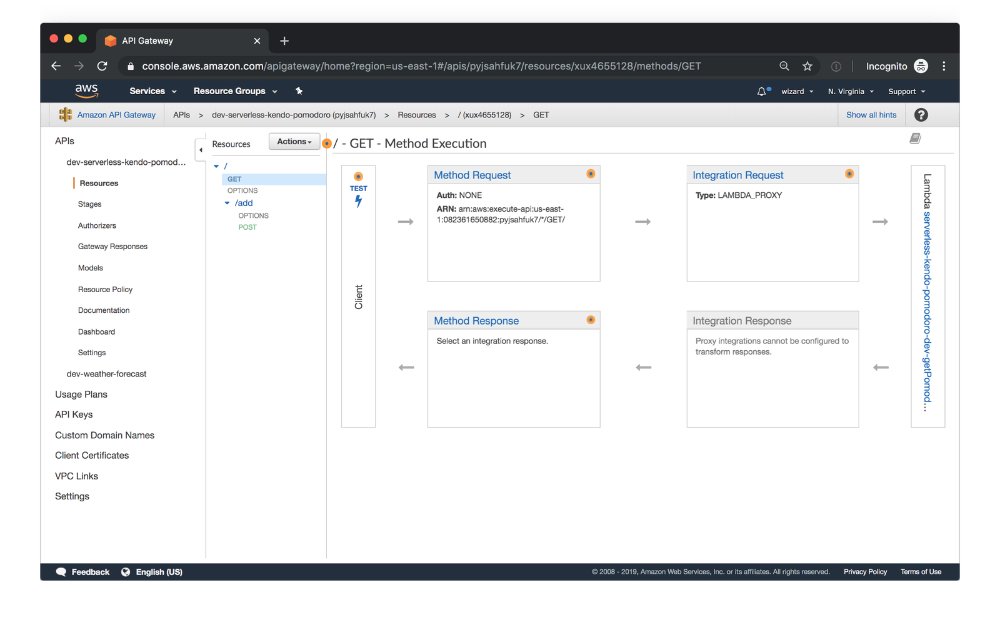 API Gateway
console.aws.amazon.com/apigateway/home?region=us-east-1#/apis/pyjsahfuk7/resources/xux4655128/methods/GET
Incognito
aws
Services
Resource Groups
wizard
N. Virginia
Support
Amazon API Gateway
APIs > dev-serverless-kendo-pomodoro (pyjsahfuk7) > Resources > / (xux4655128) > GET
Show all hints
?
APIs
dev-serverless-kendo-pomod...
Resources
Stages
Authorizers
Gateway Responses
Models
Resource Policy
Documentation
Dashboard
Settings
dev-weather-forecast
Usage Plans
API Keys
Custom Domain Names
Client Certificates
VPC Links
Settings
Resources
Actions
/
GET
OPTIONS
/add
OPTIONS
POST
/ - GET - Method Execution
TEST
Client
Method Request
Auth: NONE
ARN: arn:aws:execute-api:us-east-
1:082361650882:pyjsahfuk7/*/GET/
Integration Request
Type: LAMBDA_PROXY
Lambda serverless-kendo-pomodoro-dev-getPomod...
Method Response
Select an integration response.
Integration Response
Proxy integrations cannot be configured to
transform responses.
Feedback
English (US)
© 2008 - 2019, Amazon Web Services, Inc. or its affiliates. All rights reserved.
Privacy Policy
Terms of Use